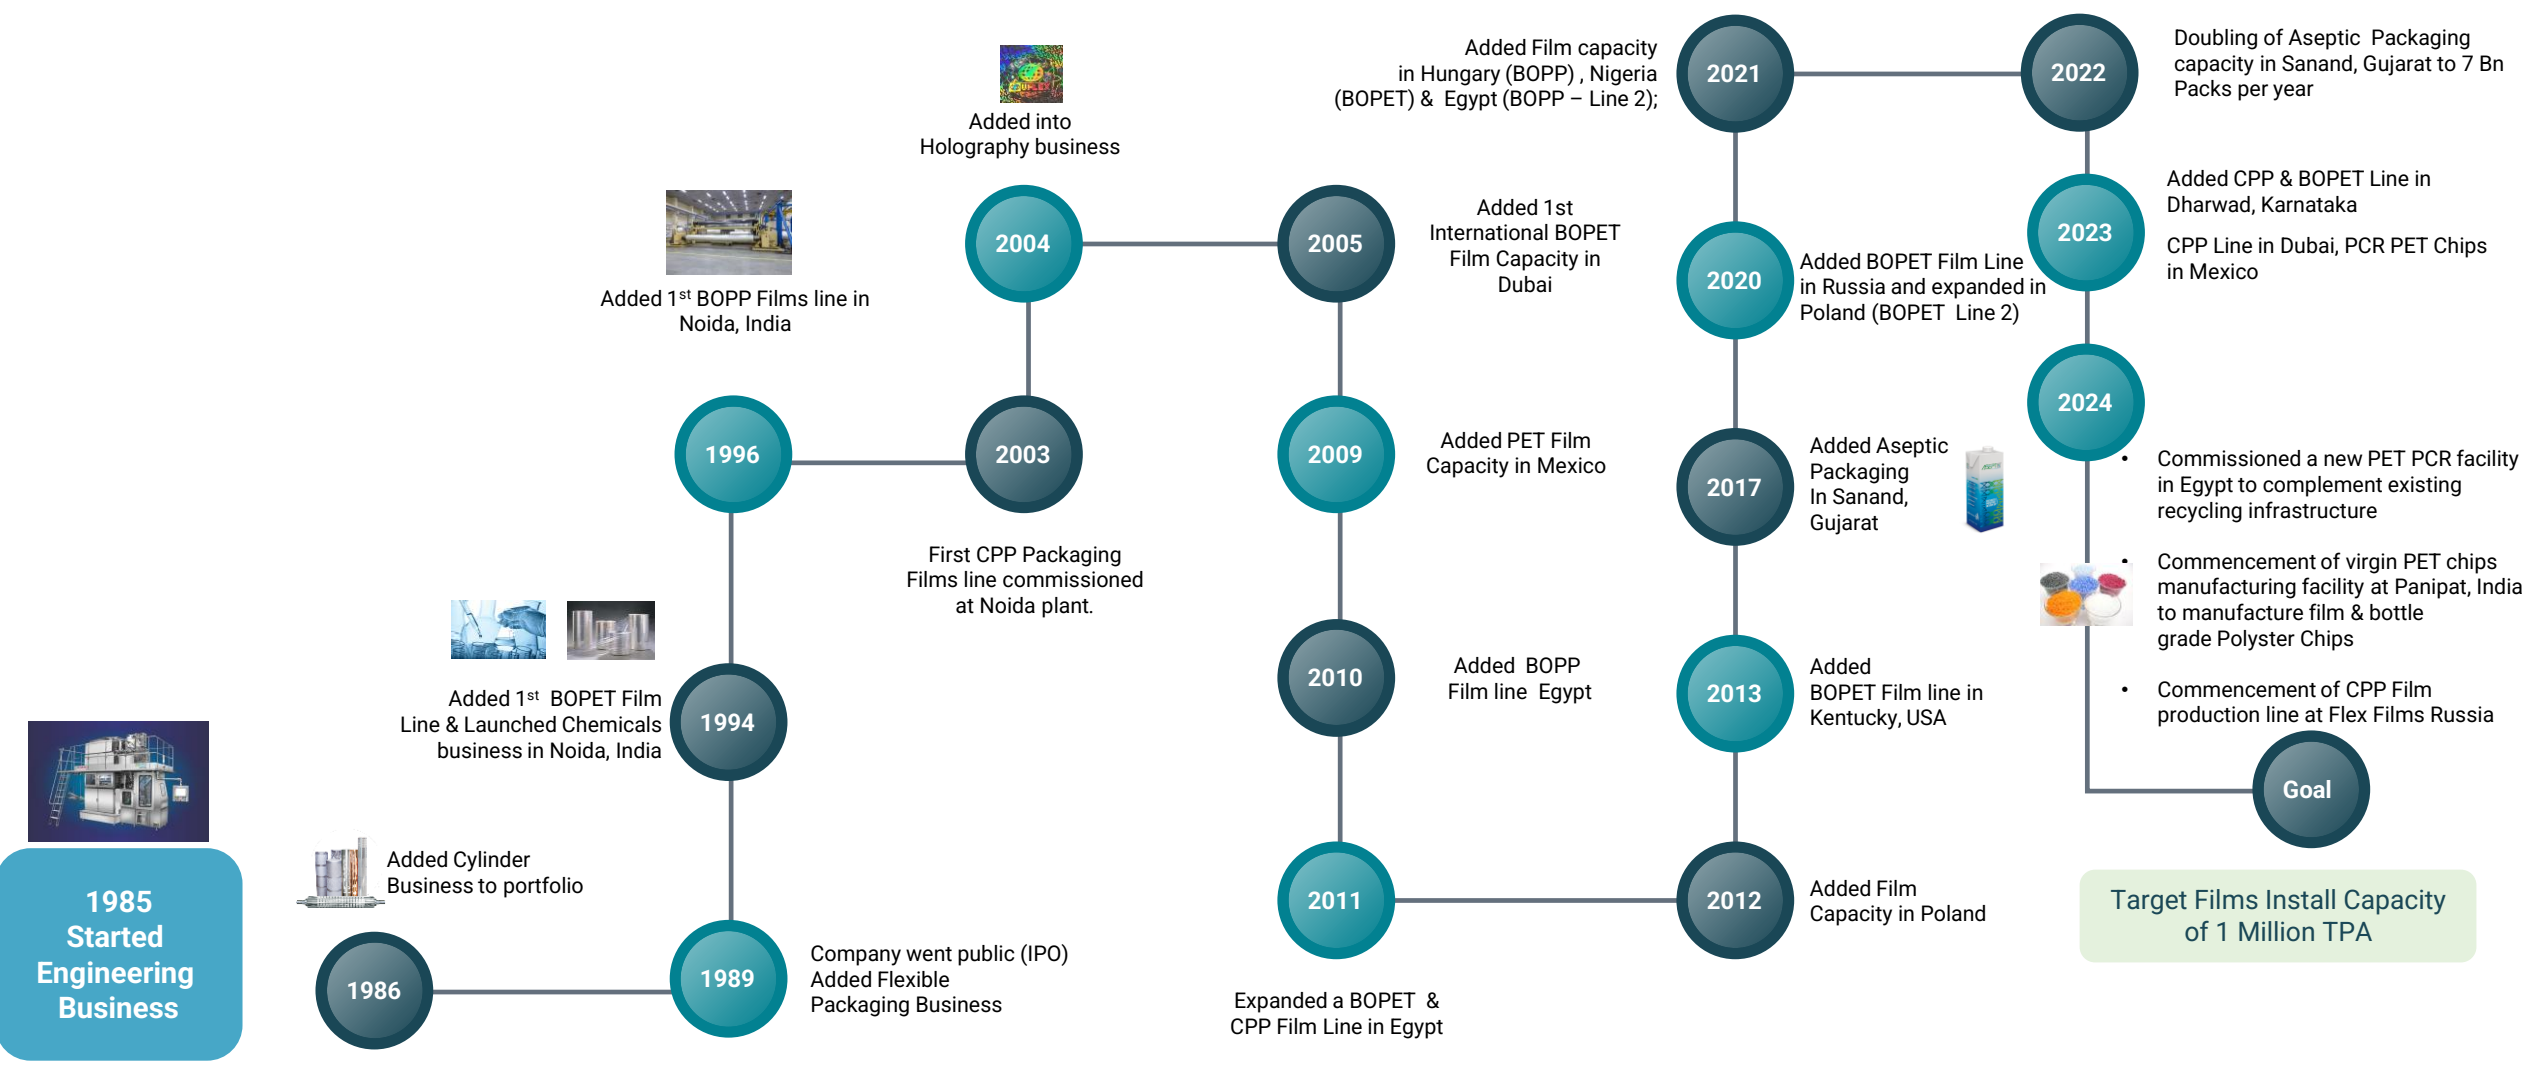 1985
Started
Engineering
Business
1986
Added Cylinder
Business to portfolio
1989
Company went public (IPO)
Added Flexible
Packaging Business
1994
Added 1st BOPET Film
Line & Launched Chemicals
business in Noida, India
1996
Added 1st BOPP Films line in
Noida, India
2003
First CPP Packaging
Films line commissioned
at Noida plant.
2004
Added into
Holography business
UFLEX
2005
Added 1st
International BOPET
Film Capacity in
Dubai
2009
Added PET Film
Capacity in Mexico
2010
Added BOPP
Film line Egypt
2011
Expanded a BOPET &
CPP Film Line in Egypt
2012
Added Film
Capacity in Poland
2013
Added
BOPET Film line in
Kentucky, USA
2017
Added Aseptic
Packaging
In Sanand,
Gujarat
ASEPTO
2020
Added BOPET Film Line
in Russia and expanded in
Poland (BOPET Line 2)
2021
Added Film capacity
in Hungary (BOPP) , Nigeria
(BOPET) & Egypt (BOPP – Line 2);
2022
Doubling of Aseptic Packaging
capacity in Sanand, Gujarat to 7 Bn
Packs per year
2023
Added CPP & BOPET Line in
Dharwad, Karnataka
CPP Line in Dubai, PCR PET Chips
in Mexico
2024
• Commissioned a new PET PCR facility
in Egypt to complement existing
recycling infrastructure
• Commencement of virgin PET chips
manufacturing facility at Panipat, India
to manufacture film & bottle
grade Polyster Chips
• Commencement of CPP Film
production line at Flex Films Russia
Goal
Target Films Install Capacity
of 1 Million TPA